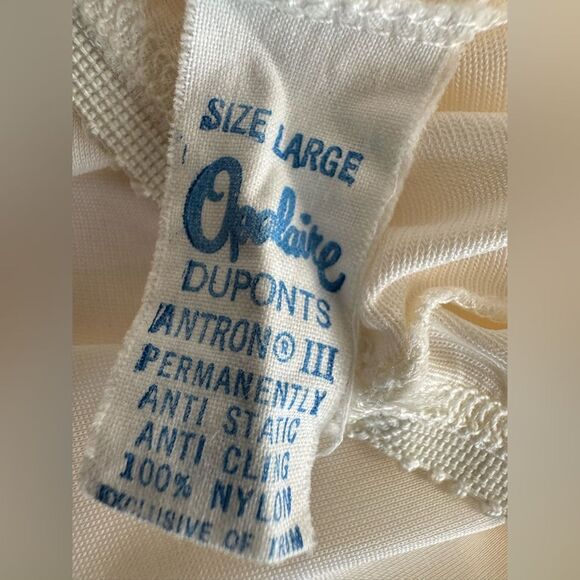 SIZE LARGE
Opalaire
DUPONTS
ANTRON® III
PERMANENTLY
ANTI STATIC
ANTI CLING
100% NYLON
EXCLUSIVE OF TRIM